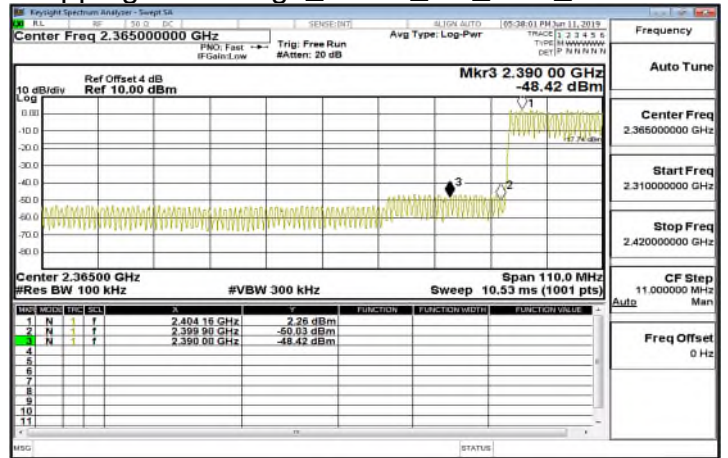 Keysight Spectrum Analyzer - Swept SA
RL RF 50 Ω DC SENSE:INT ALIGN AUTO 05:38:01 PM Jun 11, 2019
Center Freq 2.365000000 GHz
PNO: Fast
IFGain:Low
Trig: Free Run
#Atten: 20 dB
Avg Type: Log-Pwr
TRACE 1 2 3 4 5 6
TYPE M WWWWW
DET P N N N N N
Frequency
Ref Offset 4 dB
10 dB/div Ref 10.00 dBm
Mkr3 2.390 00 GHz
-48.42 dBm
Log
0.00
-10.0
-20.0
-30.0
-40.0
-50.0
-60.0
-70.0
-80.0
1
2
3
Center 2.36500 GHz Span 110.0 MHz
#Res BW 100 kHz #VBW 300 kHz Sweep 10.53 ms (1001 pts)
MKR MODE TRC SCL X Y FUNCTION FUNCTION WIDTH FUNCTION VALUE
1 N 1 f 2.404 16 GHz 2.26 dBm
2 N 1 f 2.399 90 GHz -50.03 dBm
3 N 1 f 2.390 00 GHz -48.42 dBm
4
5
6
7
8
9
10
11
MSG STATUS
Auto Tune
Center Freq
2.365000000 GHz
Start Freq
2.310000000 GHz
Stop Freq
2.420000000 GHz
CF Step
11.000000 MHz
Auto Man
Freq Offset
0 Hz